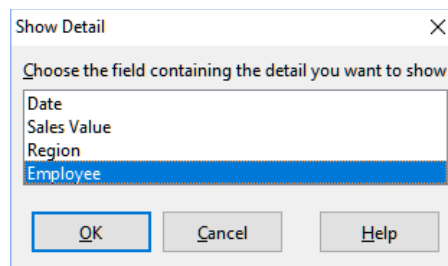 Show Detail
Choose the field containing the detail you want to show
Date
Sales Value
Region
Employee
OK Cancel Help